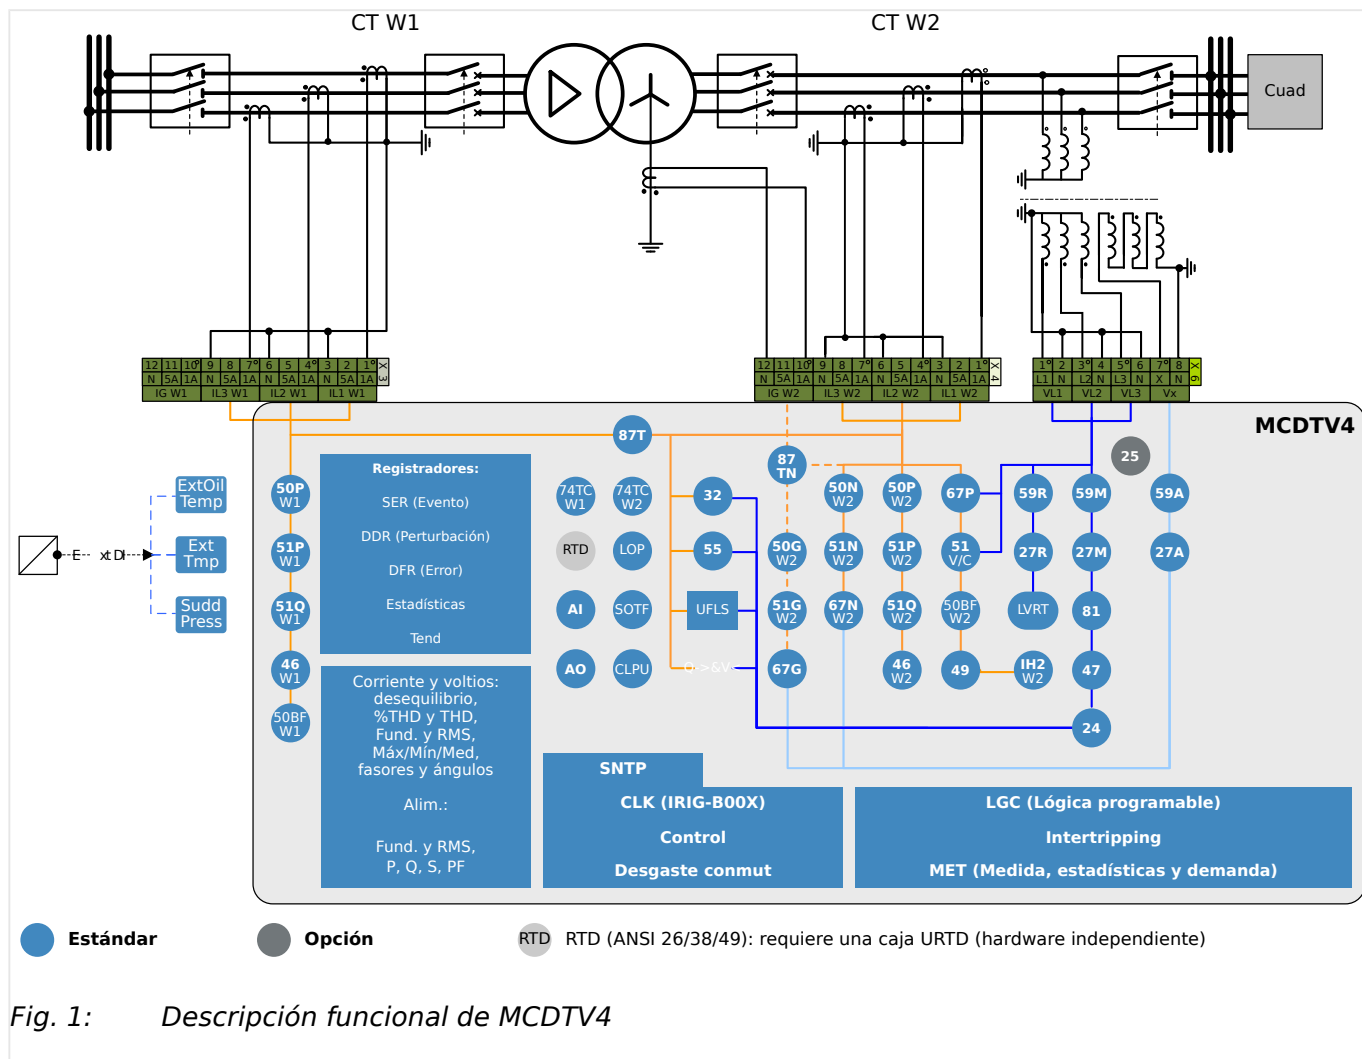 CT W1
CT W2
Cuad
12 11 10 9 8 7 6 5 4 3 2 1
N 5A 1A N 5A 1A N 5A 1A N 5A 1A
IG W1 IL3 W1 IL2 W1 IL1 W1
X3
12 11 10 9 8 7 6 5 4 3 2 1
N 5A 1A N 5A 1A N 5A 1A N 5A 1A
IG W2 IL3 W2 IL2 W2 IL1 W2
X4
1 2 3 4 5 6 7 8
L1 N L2 N L3 N X N
VL1 VL2 VL3 Vx
X6
MCDTV4
87T
25
87
TN
ExtOil
Temp
Ext
Tmp
Sudd
Press
E xt DI
50P
W1
51P
W1
51Q
W1
46
W1
50BF
W1
Registradores:
SER (Evento)
DDR (Perturbación)
DFR (Error)
Estadísticas
Tend
Corriente y voltios:
desequilibrio,
%THD y THD,
Fund. y RMS,
Máx/Mín/Med,
fasores y ángulos
Alim.:
Fund. y RMS,
P, Q, S, PF
74TC
W1
74TC
W2
RTD
LOP
AI
SOTF
AO
CLPU
32
55
UFLS
Q->&V<
50G
W2
51G
W2
67G
50N
W2
51N
W2
67N
W2
50P
W2
51P
W2
51Q
W2
46
W2
67P
51
V/C
50BF
W2
49
59R
27R
LVRT
IH2
W2
59M
27M
81
47
24
59A
27A
SNTP
CLK (IRIG-B00X)
Control
Desgaste conmut
LGC (Lógica programable)
Intertripping
MET (Medida, estadísticas y demanda)
Estándar
Opción
RTD
RTD (ANSI 26/38/49): requiere una caja URTD (hardware independiente)
Fig. 1: Descripción funcional de MCDTV4